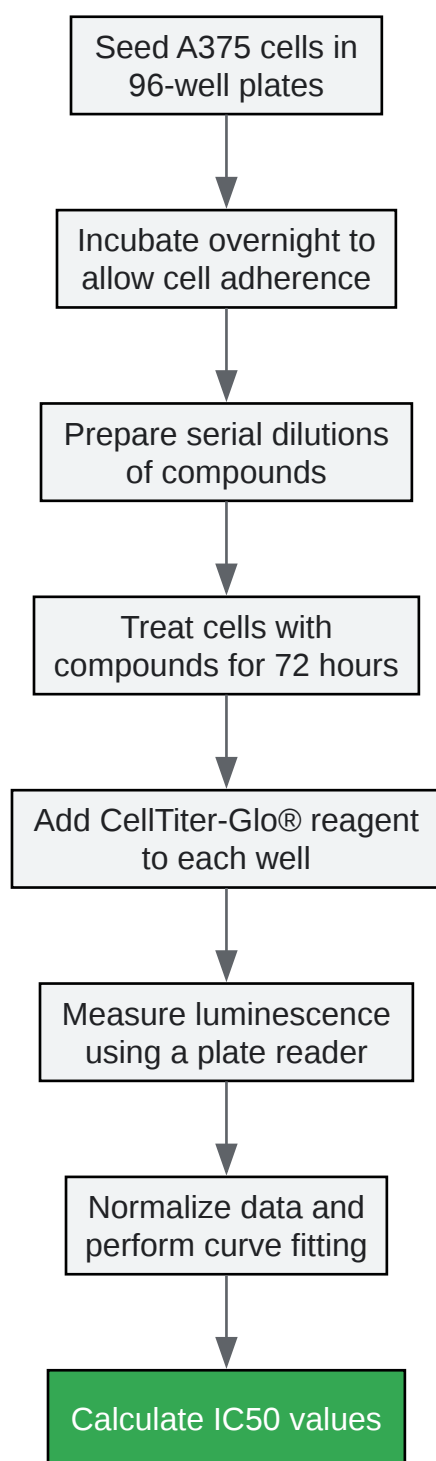 Seed A375 cells in
96-well plates
Incubate overnight to
allow cell adherence
Prepare serial dilutions
of compounds
Treat cells with
compounds for 72 hours
Add CellTiter-Glo® reagent
to each well
Measure luminescence
using a plate reader
Normalize data and
perform curve fitting
Calculate IC50 values